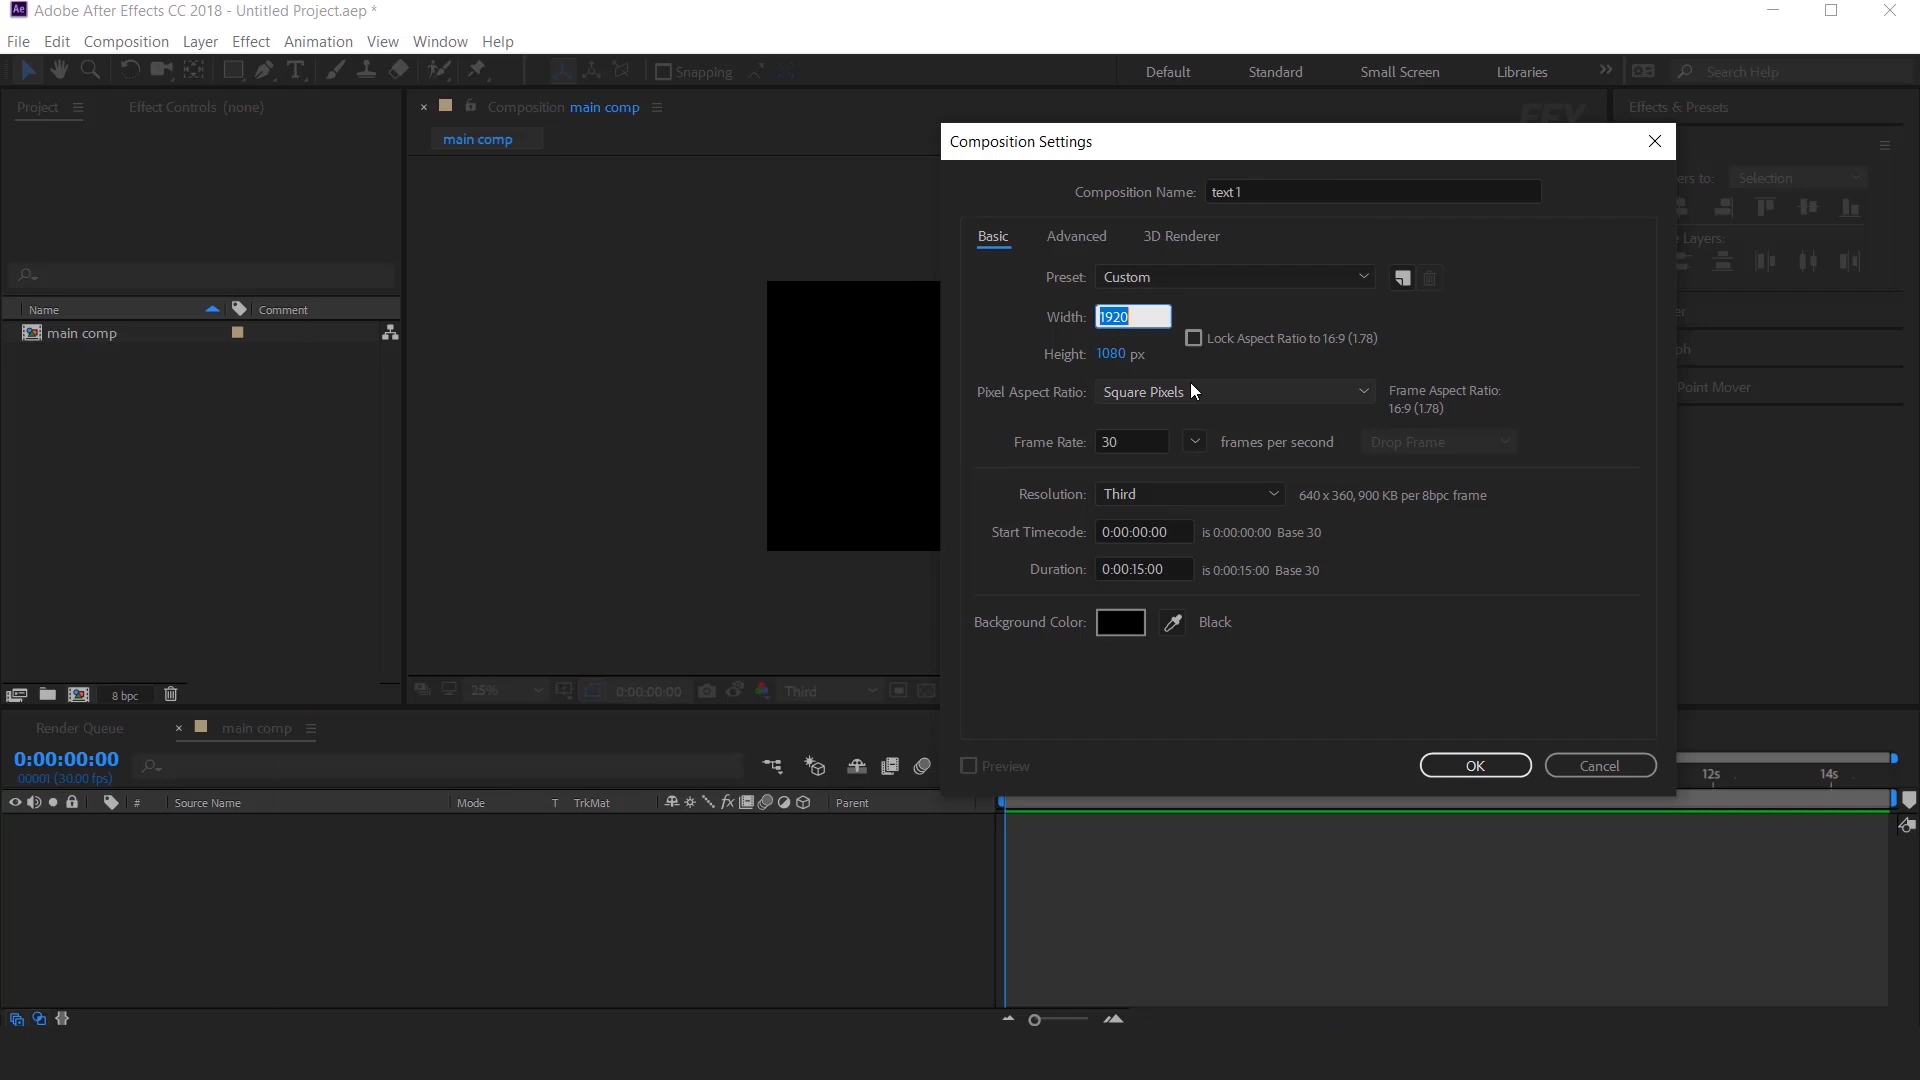 Ae Adobe After Effects CC 2018 - Untitled Project.aep *
File Edit Composition Layer Effect Animation View Window Help
Snapping Default Standard Small Screen Libraries Search Help
Project Effect Controls (none) Composition main comp Effects & Presets
main comp
Composition Settings
Composition Name: text 1
Basic Advanced 3D Renderer
Preset: Custom
Width: 1920
Lock Aspect Ratio to 16:9 (1.78)
Height: 1080 px
Pixel Aspect Ratio: Square Pixels
Frame Aspect Ratio:
16:9 (1.78)
Frame Rate: 30 frames per second Drop Frame
Resolution: Third 640 x 360, 900 KB per 8bpc frame
Start Timecode: 0:00:00:00 is 0:00:00:00 Base 30
Duration: 0:00:15:00 is 0:00:15:00 Base 30
Background Color: Black
Preview OK Cancel
ers to: Selection
Layers:
Point Mover
Name Comment
main comp
8 bpc
25% 0:00:00:00 Third
Render Queue main comp
0:00:00:00
00001 (30.00 fps)
# Source Name Mode T TrkMat fx Parent
12s 14s